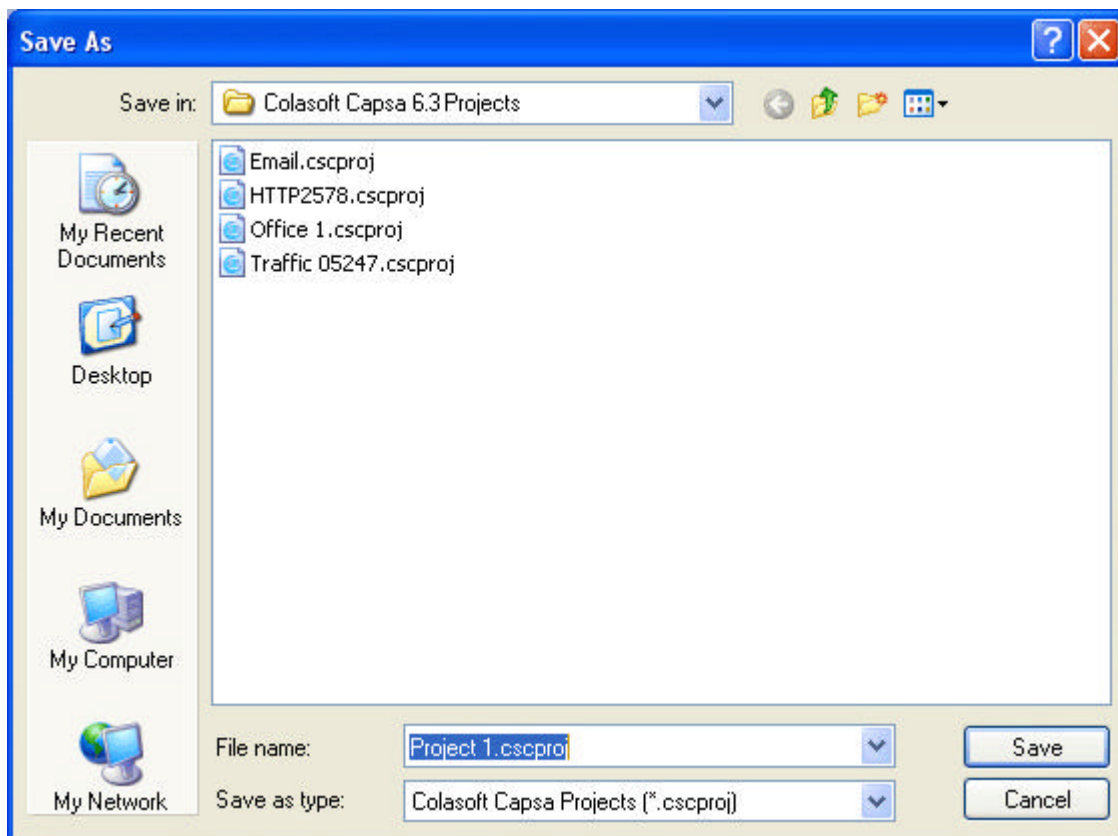 Save As
Save in: Colasoft Capsa 6.3 Projects
Email.cscproj
HTTP2578.cscproj
Office 1.cscproj
Traffic 05247.cscproj
My Recent
Documents
Desktop
My Documents
My Computer
My Network
File name: Project 1.cscproj Save
Save as type: Colasoft Capsa Projects (*.cscproj) Cancel